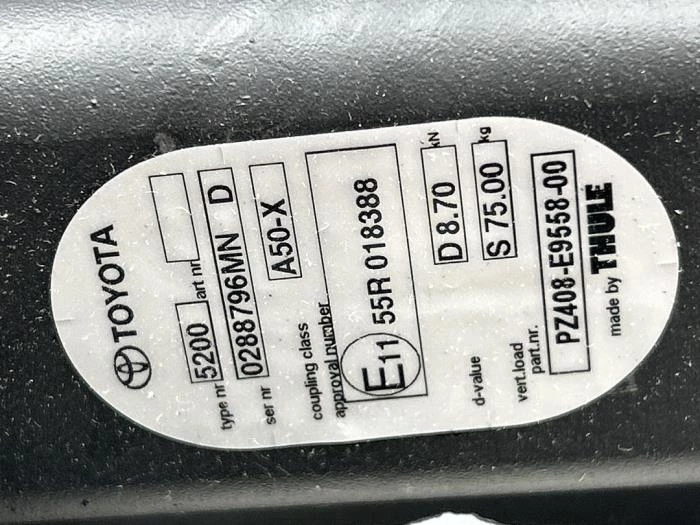 TOYOTA
type nr 5200 art nr
ser nr 0288796MN D
coupling class A50-X
approval number
E11 55R 018388
d-value D 8.70 kN
vert.load S 75.00 kg
part.nr. PZ408-E9558-00
made by THULE